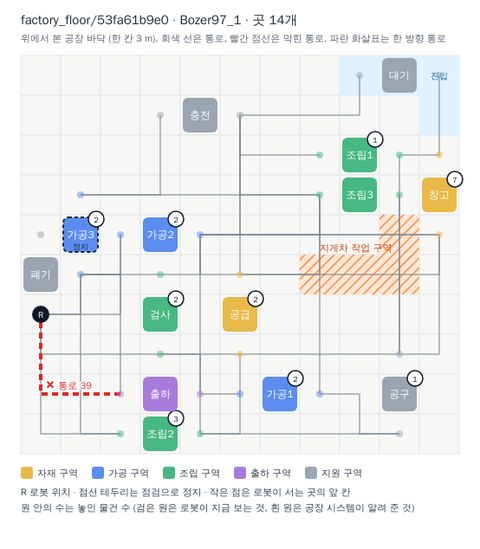 factory_floor/53fa61b9e0 · Bozer97_1 · 곳 14개
위에서 본 공장 바닥 (한 칸 3 m). 회색 선은 통로, 빨간 점선은 막힌 통로, 파란 화살표는 한 방향 통로
대기
충전
조립1
1
조립3
창고
7
가공3
2
정지
가공2
2
지게차 작업 구역
폐기
R
검사
2
공급
2
✕ 통로 39
출하
가공1
2
공구
1
조립2
3
자재 구역
가공 구역
조립 구역
출하 구역
지원 구역
R 로봇 위치 · 점선 테두리는 점검으로 정지 · 작은 점은 로봇이 서는 곳의 앞 칸
원 안의 수는 놓인 물건 수 (검은 원은 로봇이 지금 보는 것, 흰 원은 공장 시스템이 알려 준 것)